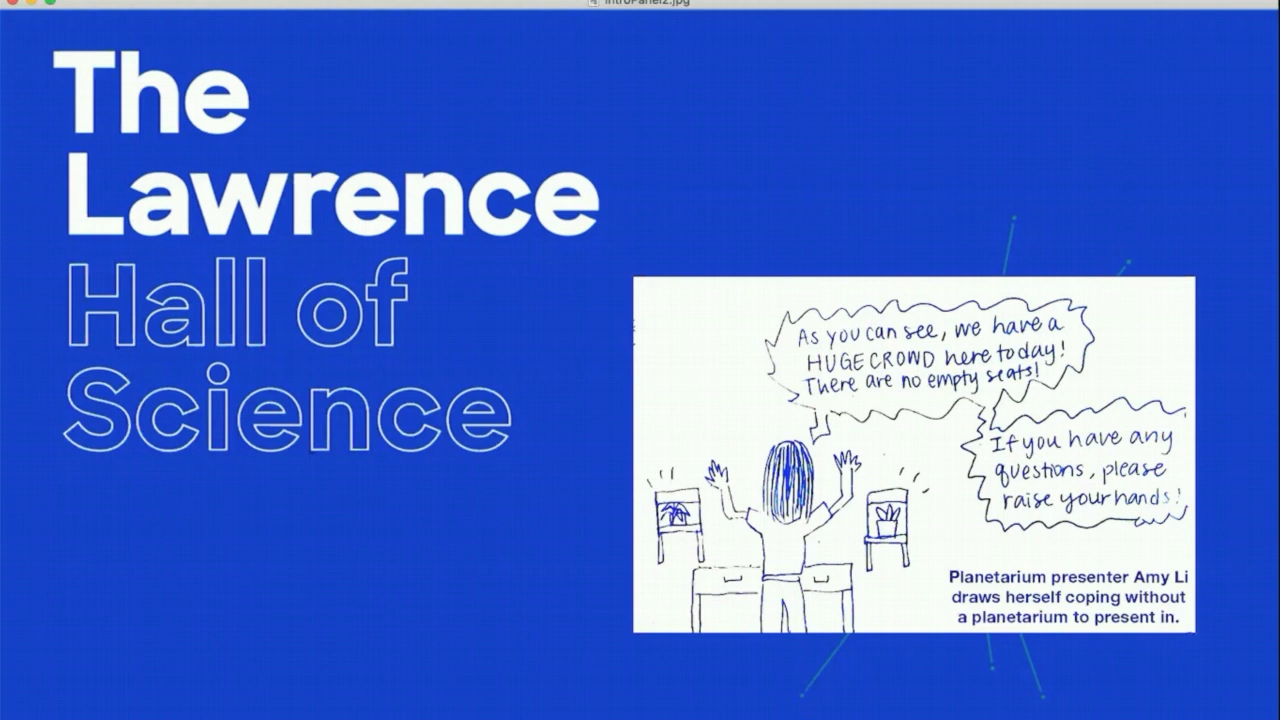 introPanel2.jpg
The
Lawrence
Hall of
Science
As you can see, we have a
HUGE CROWD here today!
There are no empty seats!
If you have any
questions, please
raise your hands!
Planetarium presenter Amy Li
draws herself coping without
a planetarium to present in.